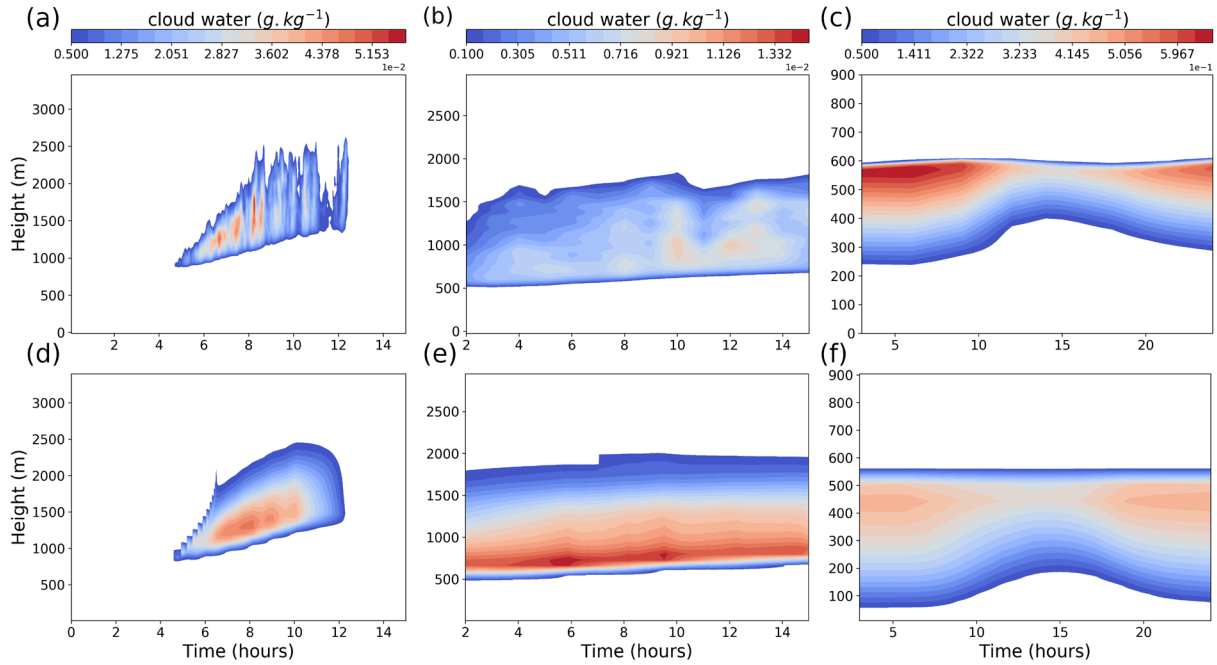 (a) cloud water (g.kg⁻¹)
0.500 1.275 2.051 2.827 3.602 4.378 5.153
1e-2
Height (m)
3000
2500
2000
1500
1000
500
0
2 4 6 8 10 12 14
(b) cloud water (g.kg⁻¹)
0.100 0.305 0.511 0.716 0.921 1.126 1.332
1e-2
2500
2000
1500
1000
500
0
2 4 6 8 10 12 14
(c) cloud water (g.kg⁻¹)
0.500 1.411 2.322 3.233 4.145 5.056 5.967
1e-1
900
800
700
600
500
400
300
200
100
0
5 10 15 20
(d)
Height (m)
3000
2500
2000
1500
1000
500
0 2 4 6 8 10 12 14
Time (hours)
(e)
2500
2000
1500
1000
500
2 4 6 8 10 12 14
Time (hours)
(f)
900
800
700
600
500
400
300
200
100
5 10 15 20
Time (hours)